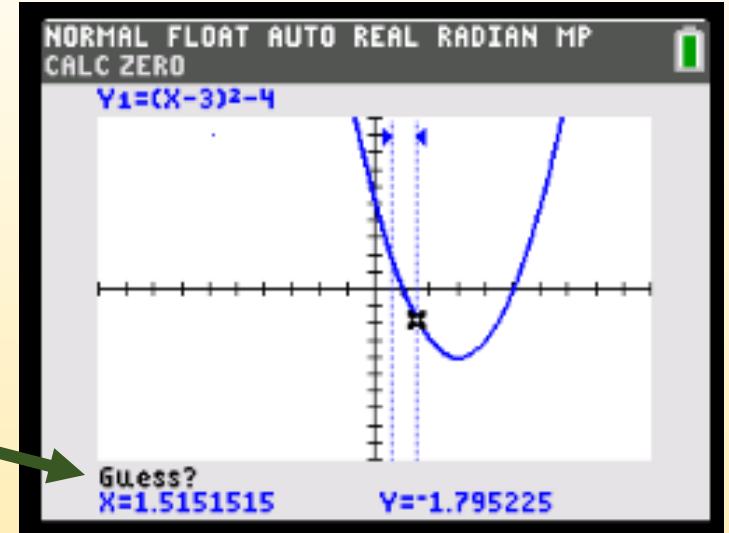 NORMAL FLOAT AUTO REAL RADIAN MP
CALC ZERO
Y1=(X-3)²-4
Guess?
X=1.5151515 Y=-1.795225